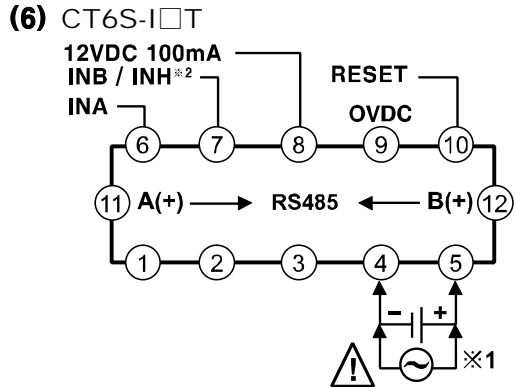 (6) CT6S-I□T
12VDC 100mA
INB / INH※2
RESET
INA
0VDC
6 7 8 9 10
11 A(+) RS485 B(+) 12
1 2 3 4 5
- +
! ※1